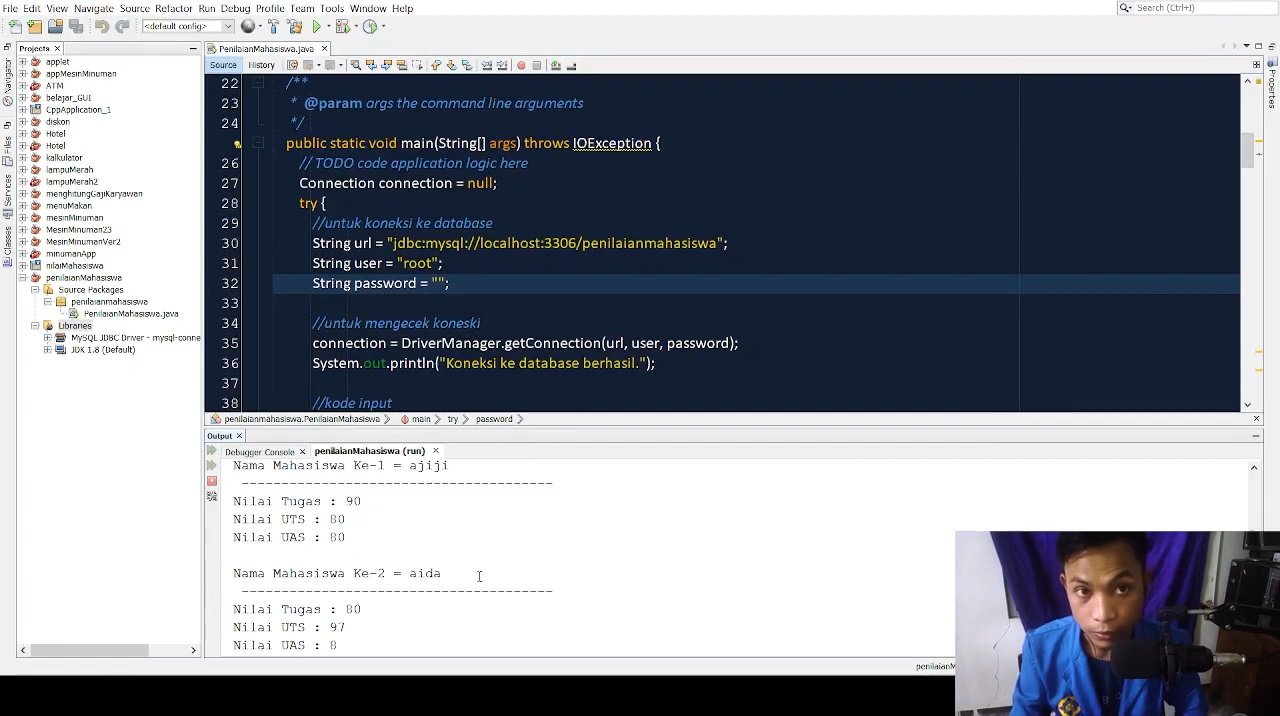 File Edit View Navigate Source Refactor Run Debug Profile Team Tools Window Help
Search (Ctrl+I)
<default config>
Projects
PenilaianMahasiswa.java
Source History
Navigator
Files
Services
Classes
Properties
applet
appMesinMinuman
ATM
belajar_GUI
CppApplication_1
diskon
Hotel
Hotel
kalkulator
lampuMerah
lampuMerah2
menghitungGajiKaryawan
menuMakan
mesinMinuman
MesinMinuman23
MesinMinumanVer2
minumanApp
nilaiMahasiswa
penilaianMahasiswa
Source Packages
penilaianmahasiswa
PenilaianMahasiswa.java
Libraries
MySQL JDBC Driver - mysql-conne
JDK 1.8 (Default)
22 /**
23 * @param args the command line arguments
24 */
25 public static void main(String[] args) throws IOException {
26 // TODO code application logic here
27 Connection connection = null;
28 try {
29 //untuk koneksi ke database
30 String url = "jdbc:mysql://localhost:3306/penilaianmahasiswa";
31 String user = "root";
32 String password = "";
33
34 //untuk mengecek koneski
35 connection = DriverManager.getConnection(url, user, password);
36 System.out.println("Koneksi ke database berhasil.");
37
38 //kode input
penilaianmahasiswa.PenilaianMahasiswa main try password
Output
Debugger Console penilaianMahasiswa (run)
Nama Mahasiswa Ke-1 = ajiji
---------------------------------------
Nilai Tugas : 90
Nilai UTS : 80
Nilai UAS : 80
Nama Mahasiswa Ke-2 = aida
---------------------------------------
Nilai Tugas : 80
Nilai UTS : 97
Nilai UAS : 8
penilaianM